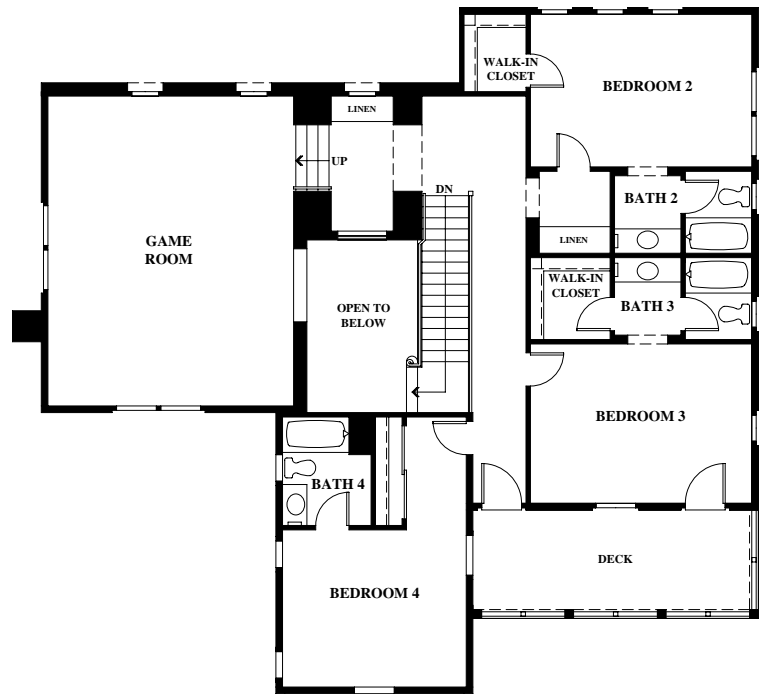 WALK-IN
CLOSET
BEDROOM 2
LINEN
UP
DN
BATH 2
GAME
ROOM
LINEN
WALK-IN
CLOSET
OPEN TO
BELOW
BATH 3
BEDROOM 3
BATH 4
DECK
BEDROOM 4